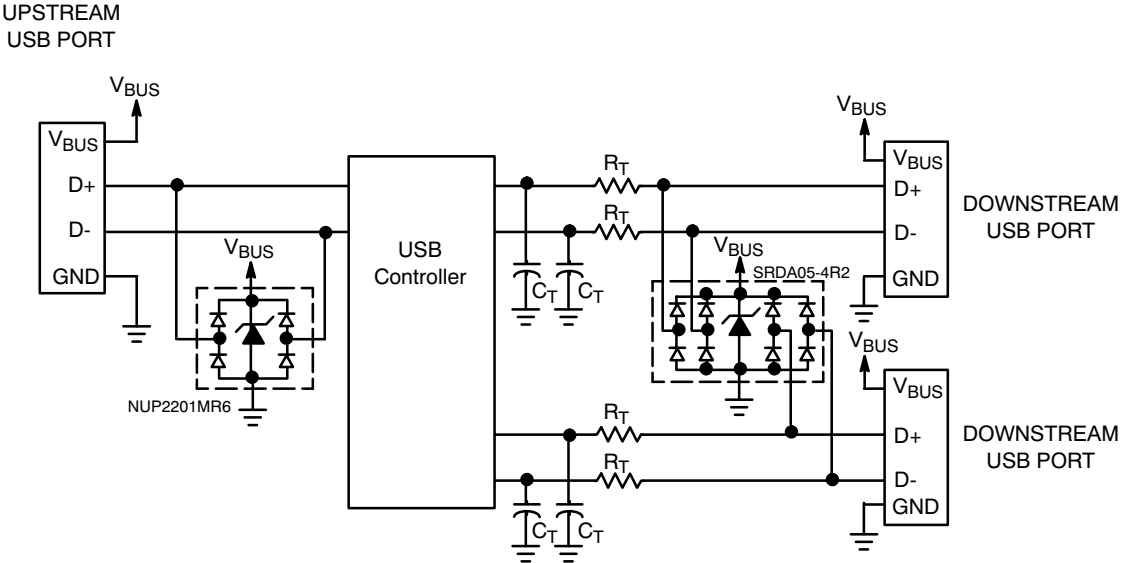 UPSTREAM
USB PORT
VBUS
VBUS
D+
D-
GND
VBUS
NUP2201MR6
USB
Controller
RT
RT
CT
CT
VBUS
SRDA05-4R2
VBUS
VBUS
D+
D-
GND
DOWNSTREAM
USB PORT
RT
RT
CT
CT
VBUS
VBUS
D+
D-
GND
DOWNSTREAM
USB PORT